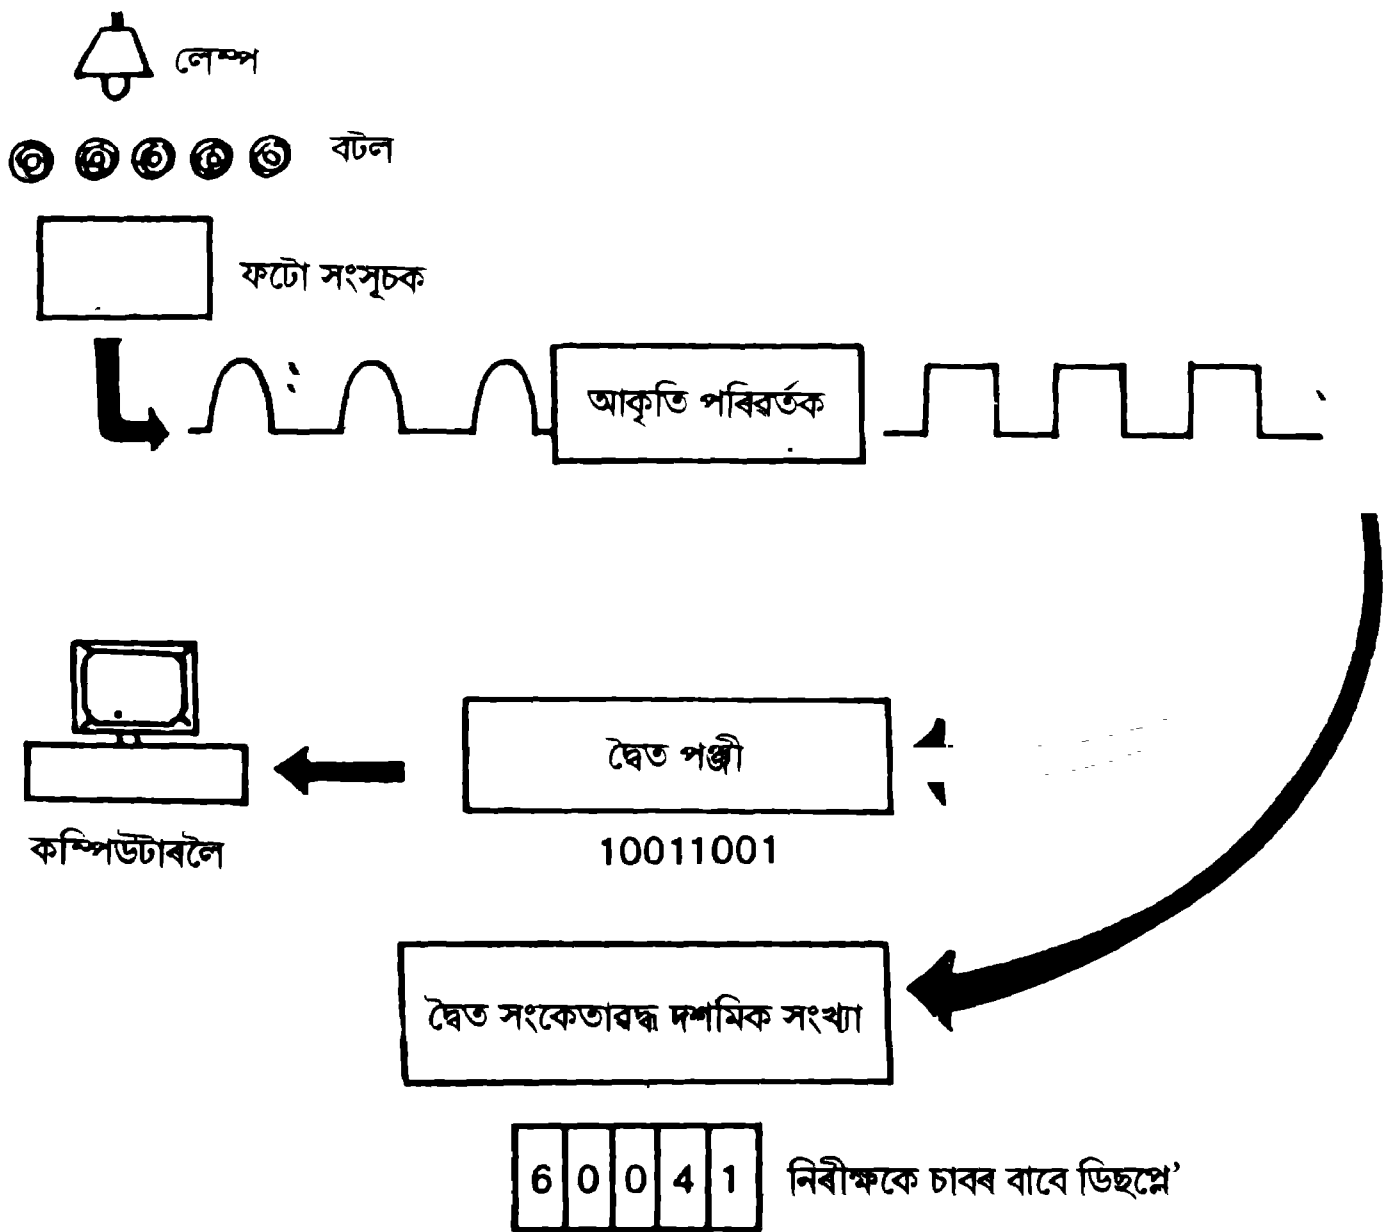 লেম্প
বটল
ফটো সংসূচক
আকৃতি পৰিৱৰ্তক
দ্বৈত পঞ্জী
কম্পিউটাৰলৈ
10011001
দ্বৈত সংকেতাৱদ্ধ দশমিক সংখ্যা
6 0 0 4 1 নিৰীক্ষকে চাবৰ বাবে ডিছপ্লে'